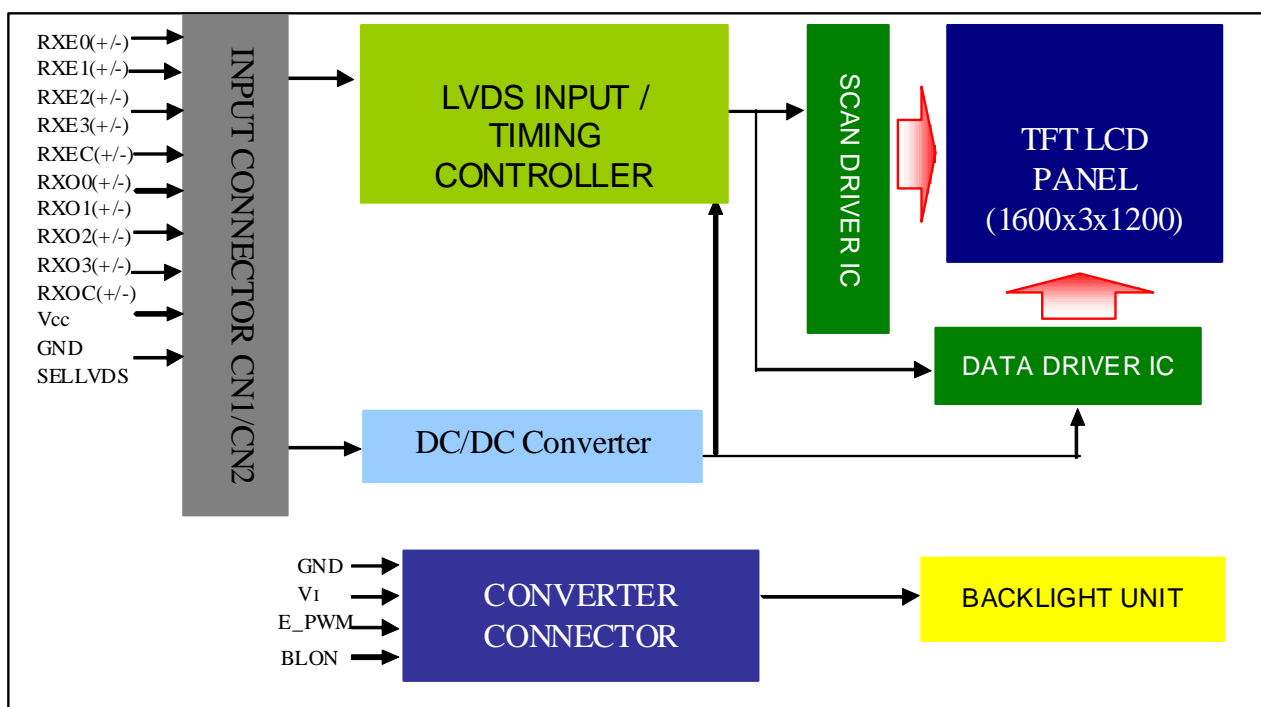 RXE0(+/-)
RXE1(+/-)
RXE2(+/-)
RXE3(+/-)
RXEC(+/-)
RXO0(+/-)
RXO1(+/-)
RXO2(+/-)
RXO3(+/-)
RXOC(+/-)
Vcc
GND
SELLVDS
INPUT CONNECTOR CN1/CN2
LVDS INPUT /
TIMING
CONTROLLER
SCAN DRIVER IC
TFT LCD
PANEL
(1600x3x1200)
DATA DRIVER IC
DC/DC Converter
GND
VI
E_PWM
BLON
CONVERTER
CONNECTOR
BACKLIGHT UNIT